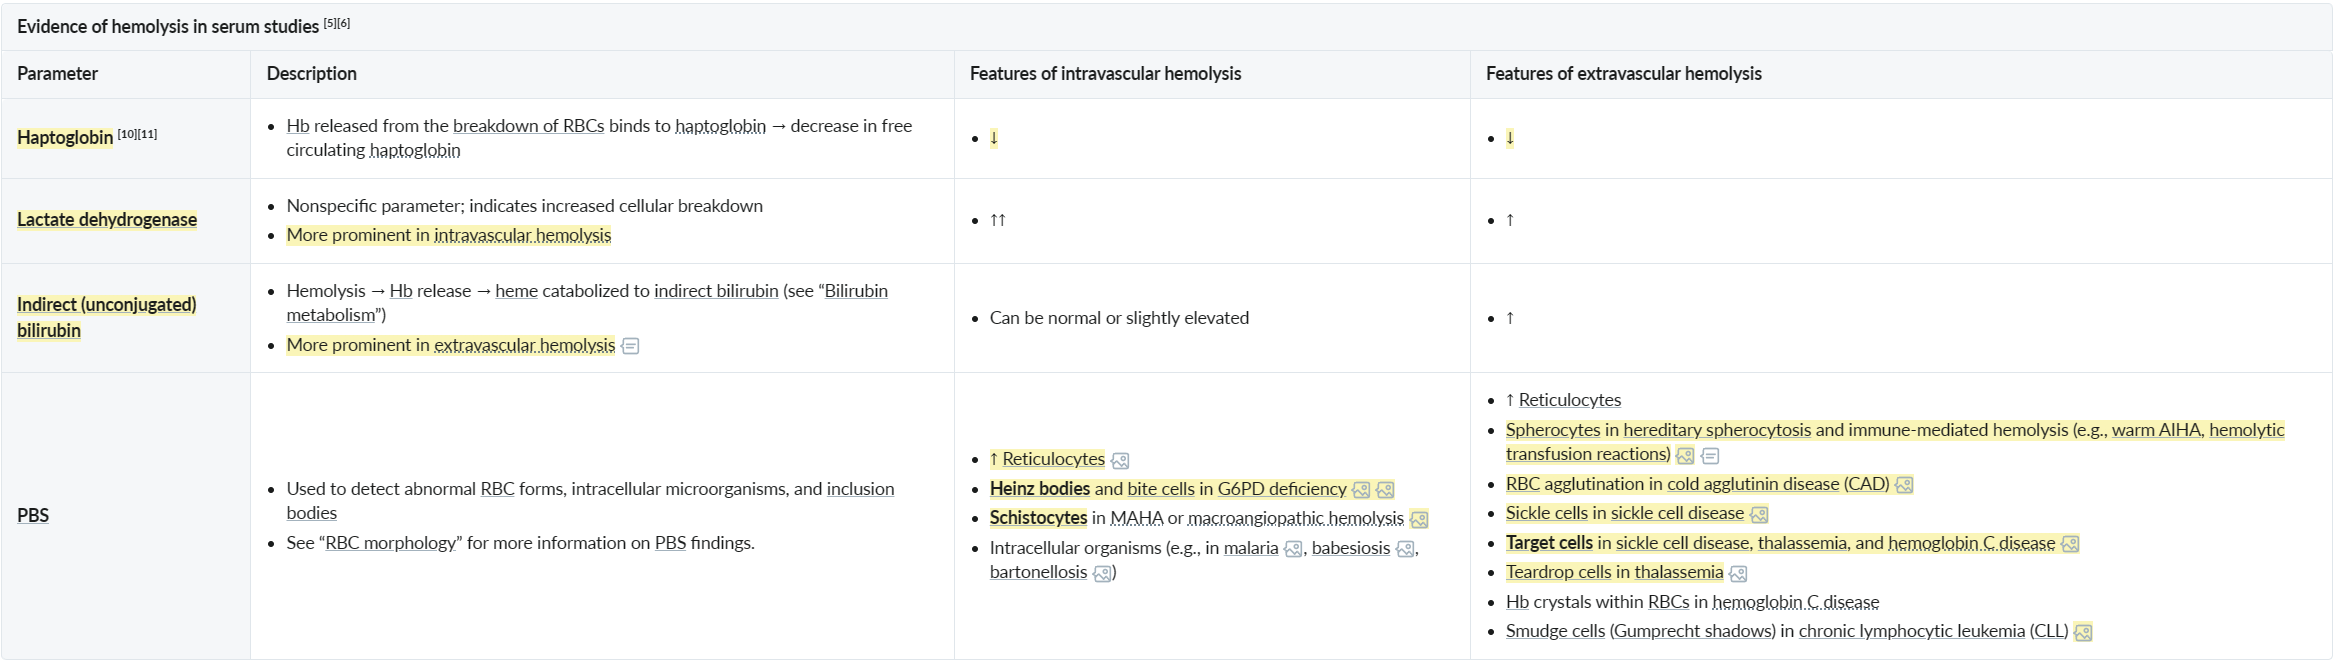 Evidence of hemolysis in serum studies [5][6]
Parameter
Description
Features of intravascular hemolysis
Features of extravascular hemolysis
Haptoglobin [10][11]
• Hb released from the breakdown of RBCs binds to haptoglobin → decrease in free
circulating haptoglobin
• ↓
• ↓
Lactate dehydrogenase
• Nonspecific parameter; indicates increased cellular breakdown
• More prominent in intravascular hemolysis
• ↑↑
• ↑
Indirect (unconjugated)
bilirubin
• Hemolysis → Hb release → heme catabolized to indirect bilirubin (see “Bilirubin
metabolism”)
• More prominent in extravascular hemolysis
• Can be normal or slightly elevated
• ↑
PBS
• Used to detect abnormal RBC forms, intracellular microorganisms, and inclusion
bodies
• See “RBC morphology” for more information on PBS findings.
• ↑ Reticulocytes
• Heinz bodies and bite cells in G6PD deficiency
• Schistocytes in MAHA or macroangiopathic hemolysis
• Intracellular organisms (e.g., in malaria, babesiosis,
bartonellosis)
• ↑ Reticulocytes
• Spherocytes in hereditary spherocytosis and immune-mediated hemolysis (e.g., warm AIHA, hemolytic
transfusion reactions)
• RBC agglutination in cold agglutinin disease (CAD)
• Sickle cells in sickle cell disease
• Target cells in sickle cell disease, thalassemia, and hemoglobin C disease
• Teardrop cells in thalassemia
• Hb crystals within RBCs in hemoglobin C disease
• Smudge cells (Gumprecht shadows) in chronic lymphocytic leukemia (CLL)